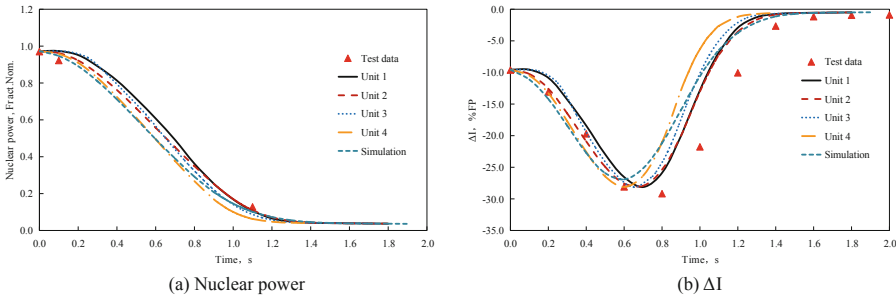 1.2
1.0
0.8
0.6
0.4
0.2
0.0
Nuclear power, Fract.Nom.
0.0 0.2 0.4 0.6 0.8 1.0 1.2 1.4 1.6 1.8 2.0
Time, s
Test data
Unit 1
Unit 2
Unit 3
Unit 4
Simulation
(a) Nuclear power
0.0
-5.0
-10.0
-15.0
-20.0
-25.0
-30.0
-35.0
ΔI, %FP
0.0 0.2 0.4 0.6 0.8 1.0 1.2 1.4 1.6 1.8 2.0
Time, s
Test data
Unit 1
Unit 2
Unit 3
Unit 4
Simulation
(b) ΔI